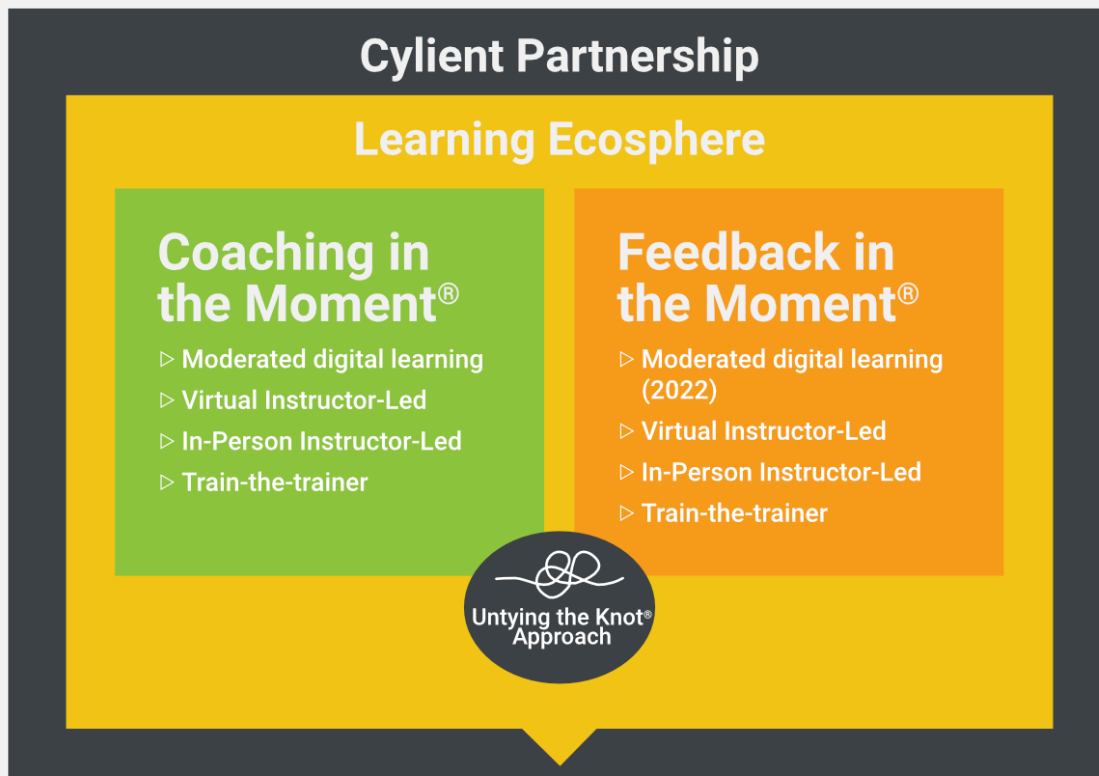 Cylient Partnership
Learning Ecosphere
Coaching in
the Moment®
▷ Moderated digital learning
▷ Virtual Instructor-Led
▷ In-Person Instructor-Led
▷ Train-the-trainer
Feedback in
the Moment®
▷ Moderated digital learning
(2022)
▷ Virtual Instructor-Led
▷ In-Person Instructor-Led
▷ Train-the-trainer
Untying the Knot®
Approach